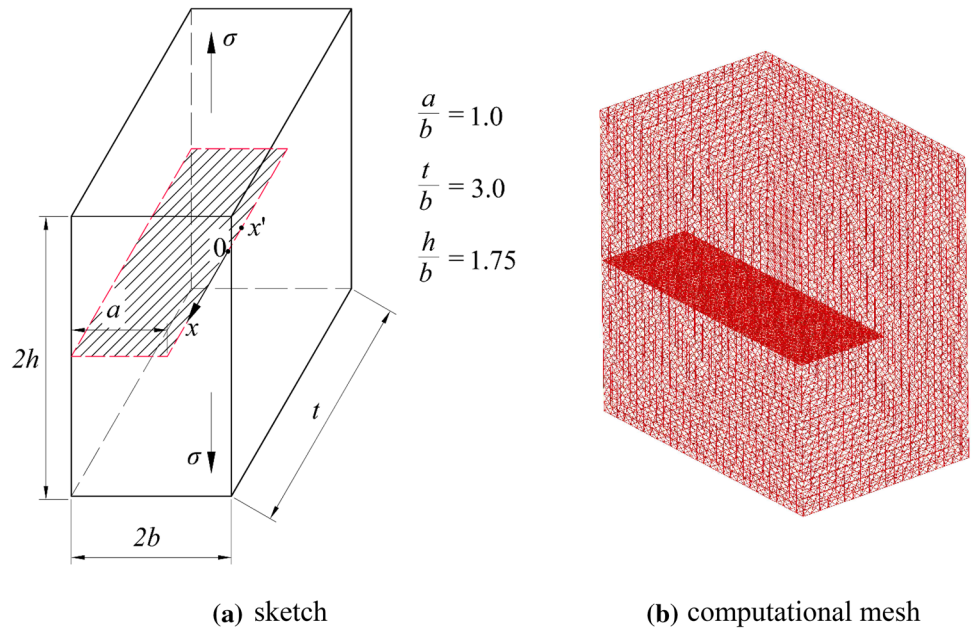 σ
a/b = 1.0
t/b = 3.0
h/b = 1.75
x'
0
x
a
2h
t
σ
2b
(a) sketch
(b) computational mesh